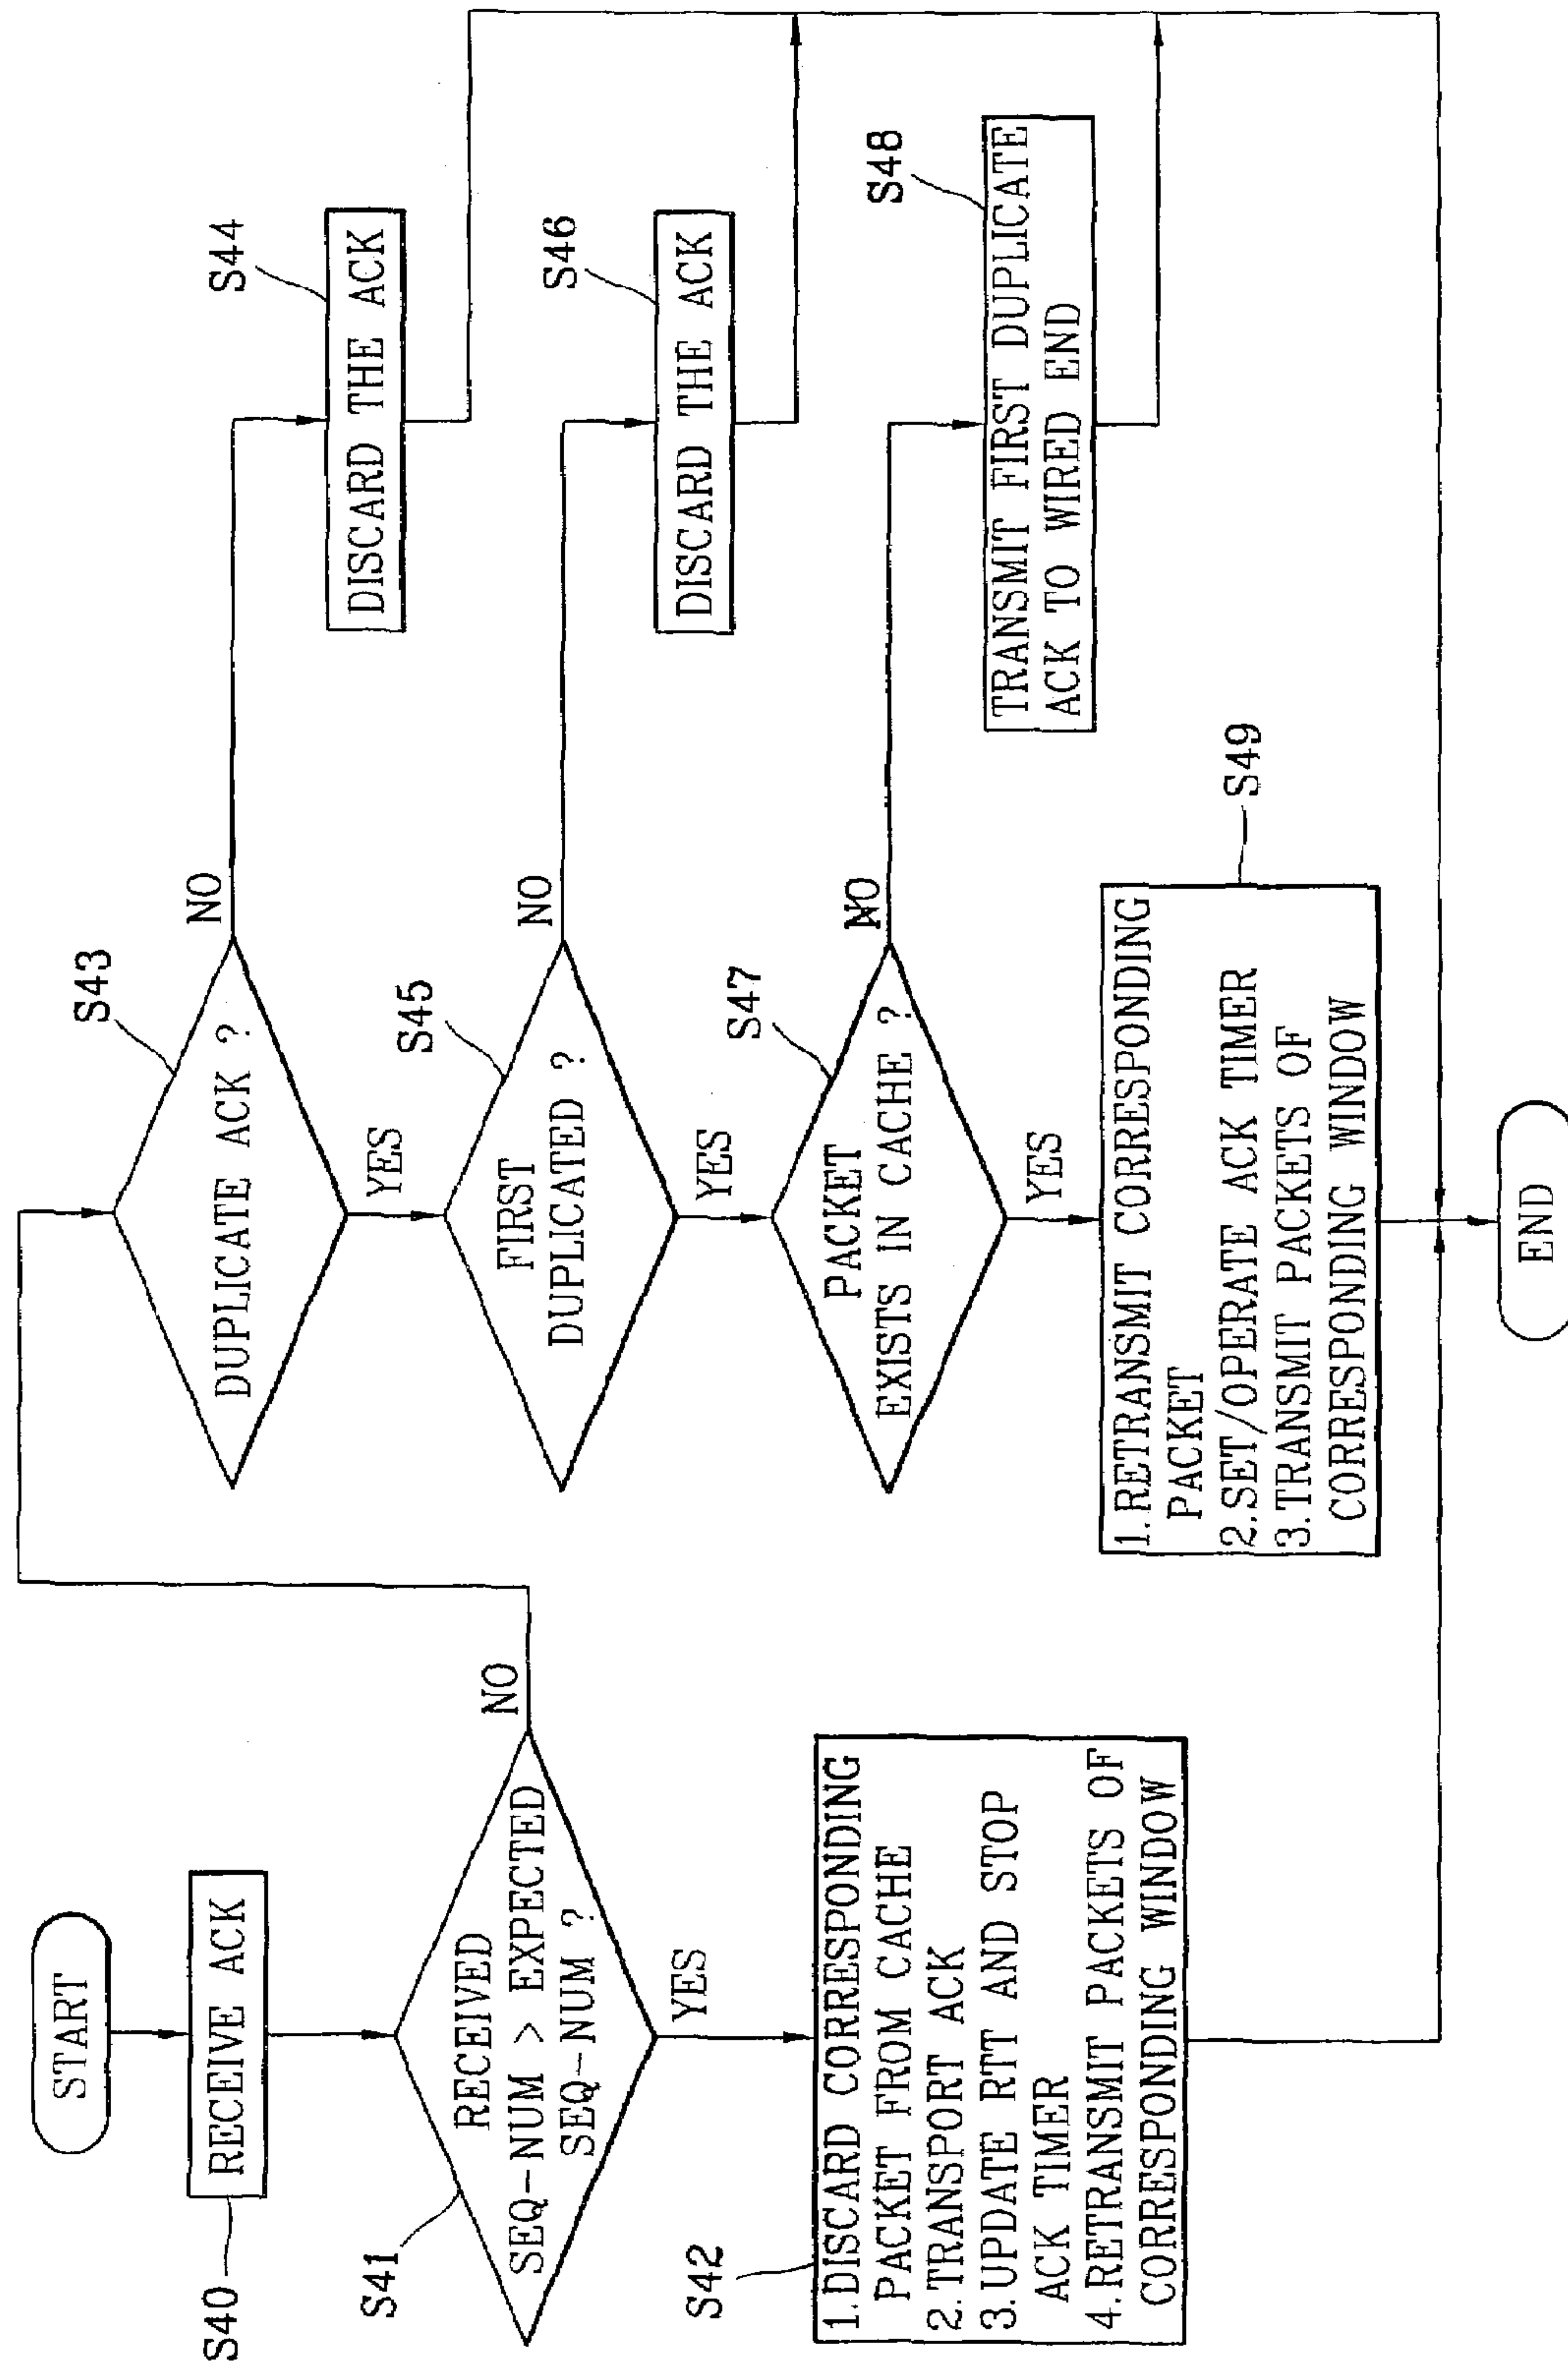 START
S40
RECEIVE ACK
S41
RECEIVED
SEQ-NUM > EXPECTED
SEQ-NUM ?
NO
YES
S42
1.DISCARD CORRESPONDING
PACKET FROM CACHE
2.TRANSPORT ACK
3.UPDATE RTT AND STOP
ACK TIMER
4.RETRANSMIT PACKETS OF
CORRESPONDING WINDOW
S43
DUPLICATE ACK ?
NO
YES
S44
DISCARD THE ACK
S45
FIRST
DUPLICATED ?
NO
YES
S46
DISCARD THE ACK
S47
PACKET
EXISTS IN CACHE ?
NO
YES
S48
TRANSMIT FIRST DUPLICATE
ACK TO WIRED END
S49
1.RETRANSMIT CORRESPONDING
PACKET
2.SET/OPERATE ACK TIMER
3.TRANSMIT PACKETS OF
CORRESPONDING WINDOW
END